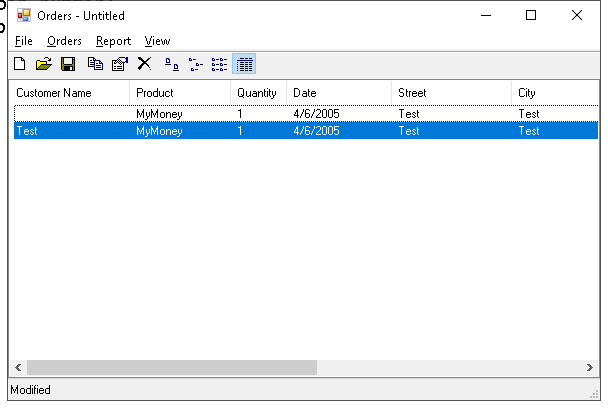 Orders - Untitled
File Orders Report View
Customer Name Product Quantity Date Street City
MyMoney 1 4/6/2005 Test Test
Test MyMoney 1 4/6/2005 Test Test
Modified